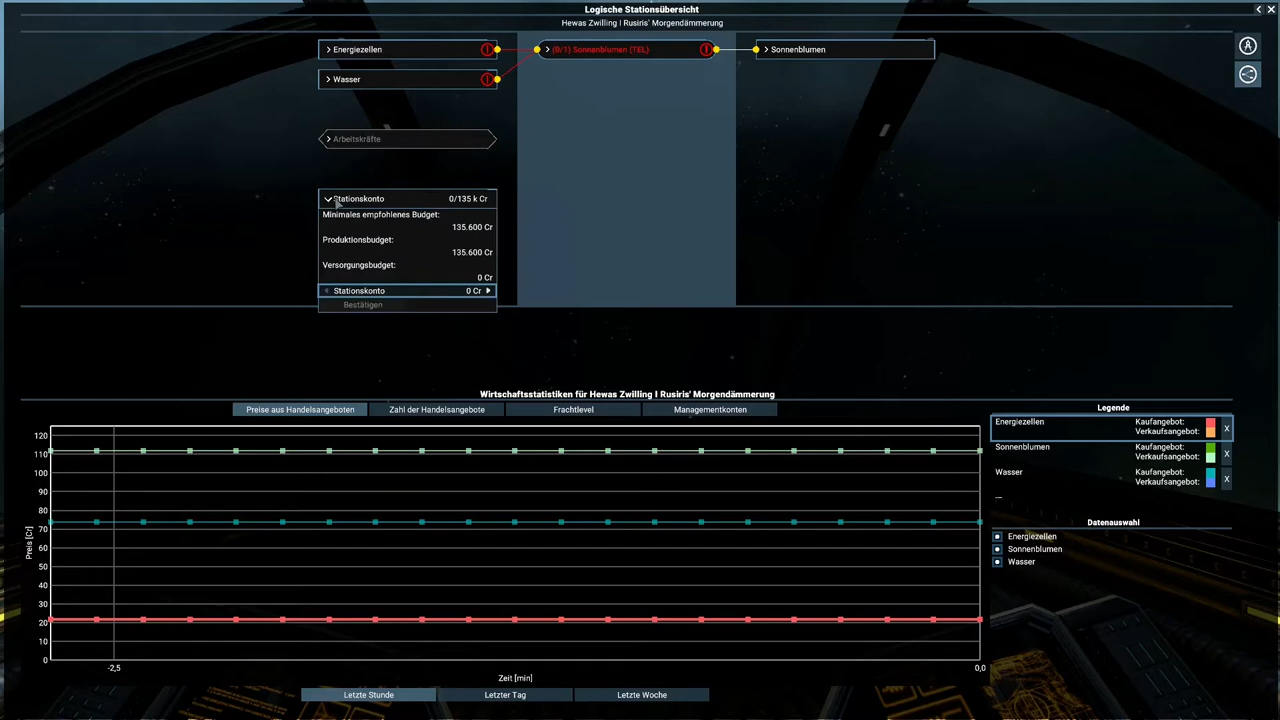 Logische Stationsübersicht
Hewas Zwilling I Rusiris' Morgendämmerung
Energiezellen
(0/1) Sonnenblumen (TEL)
Sonnenblumen
Wasser
Arbeitskräfte
Stationskonto 0/135 k Cr
Minimales empfohlenes Budget:
135.600 Cr
Produktionsbudget:
135.600 Cr
Versorgungsbudget:
0 Cr
Stationskonto 0 Cr
Bestätigen
Wirtschaftsstatistiken für Hewas Zwilling I Rusiris' Morgendämmerung
Preise aus Handelsangeboten Zahl der Handelsangebote Frachtlevel Managementkonten
120
110
100
90
80
70
60
50
40
30
20
10
0
Preis [Cr]
-2,5 0,0
Zeit [min]
Letzte Stunde Letzter Tag Letzte Woche
Legende
Energiezellen Kaufangebot:
Verkaufsangebot: X
Sonnenblumen Kaufangebot:
Verkaufsangebot: X
Wasser Kaufangebot:
Verkaufsangebot: X
—
Datenauswahl
Energiezellen
Sonnenblumen
Wasser